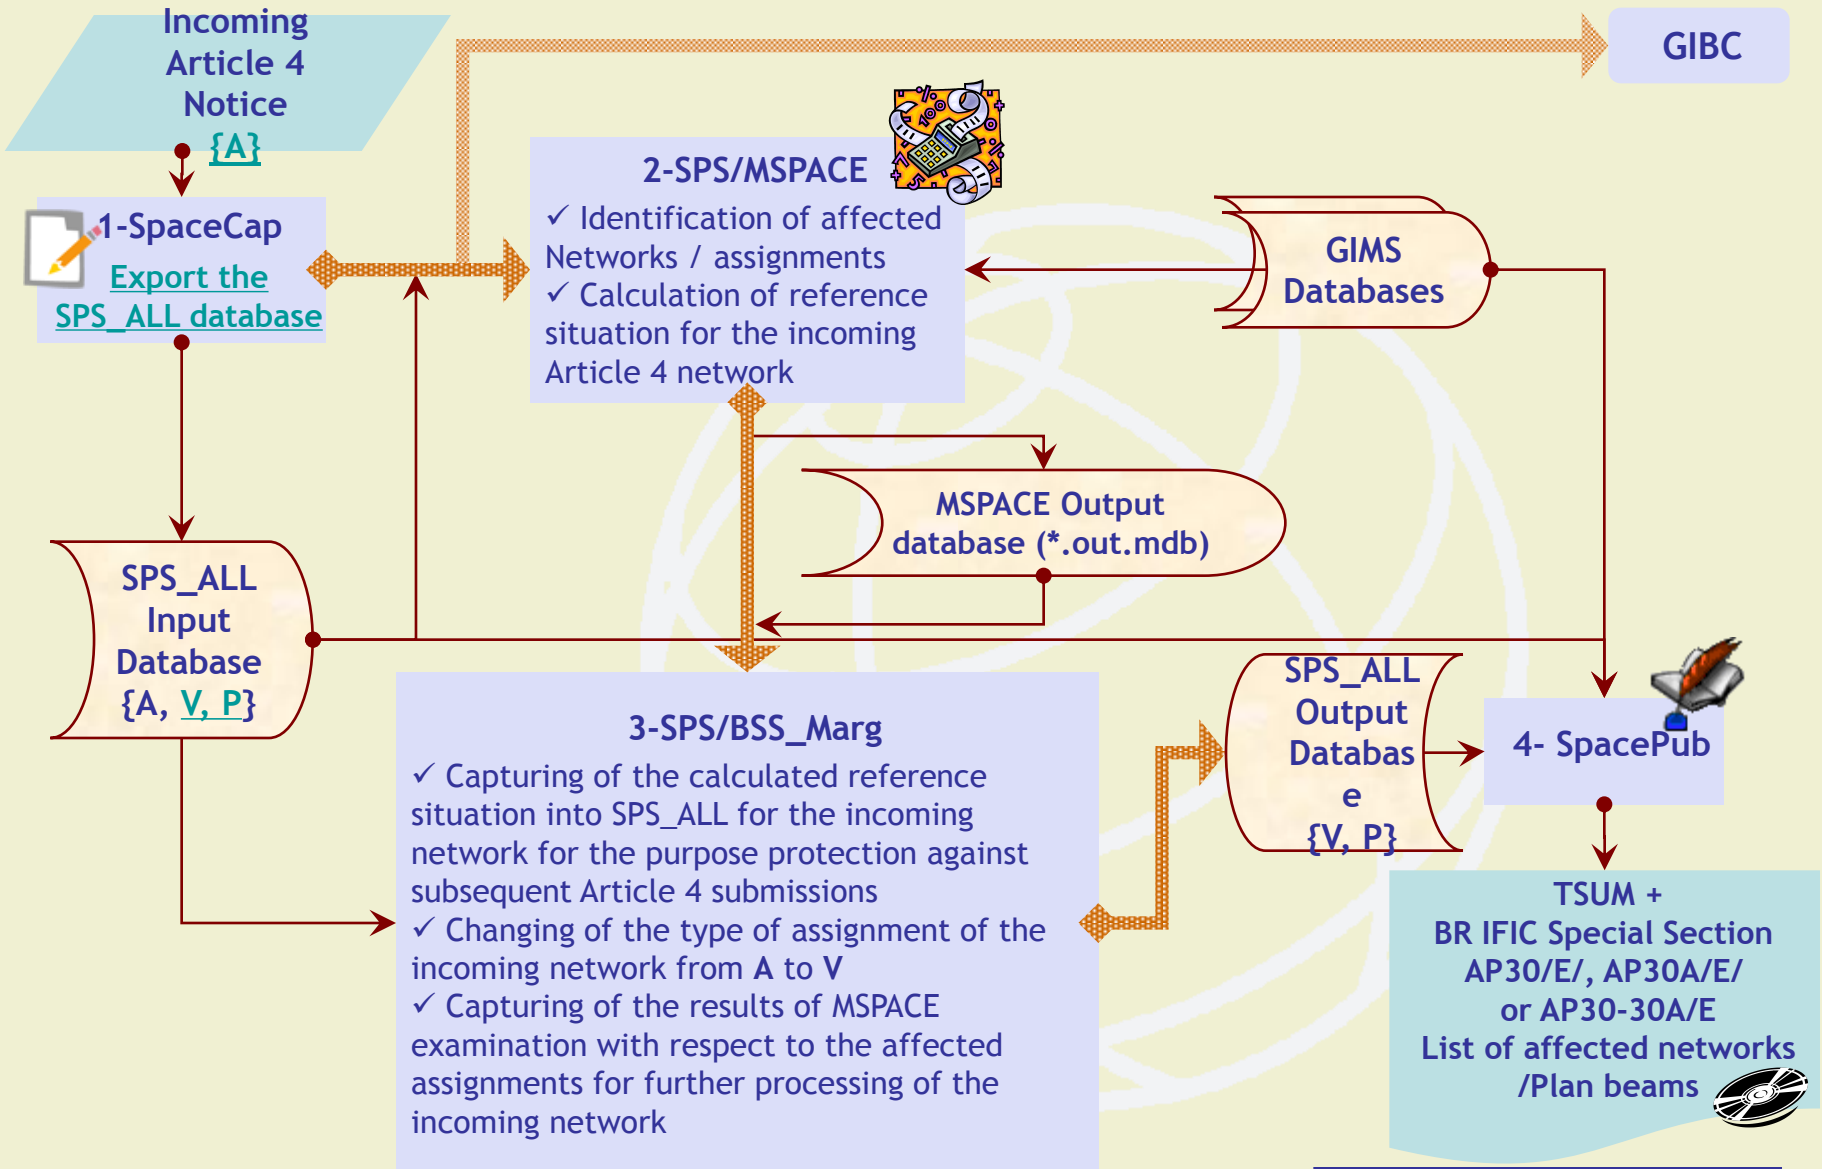 Incoming
Article 4
Notice
{A}
GIBC
1-SpaceCap
Export the
SPS_ALL database
2-SPS/MSPACE
✓ Identification of affected
Networks / assignments
✓ Calculation of reference
situation for the incoming
Article 4 network
GIMS
Databases
MSPACE Output
database (*.out.mdb)
SPS_ALL
Input
Database
{A, V, P}
3-SPS/BSS_Marg
✓ Capturing of the calculated reference
situation into SPS_ALL for the incoming
network for the purpose protection against
subsequent Article 4 submissions
✓ Changing of the type of assignment of the
incoming network from A to V
✓ Capturing of the results of MSPACE
examination with respect to the affected
assignments for further processing of the
incoming network
SPS_ALL
Output
Databas
e
{V, P}
4- SpacePub
TSUM +
BR IFIC Special Section
AP30/E/, AP30A/E/
or AP30-30A/E
List of affected networks
/Plan beams